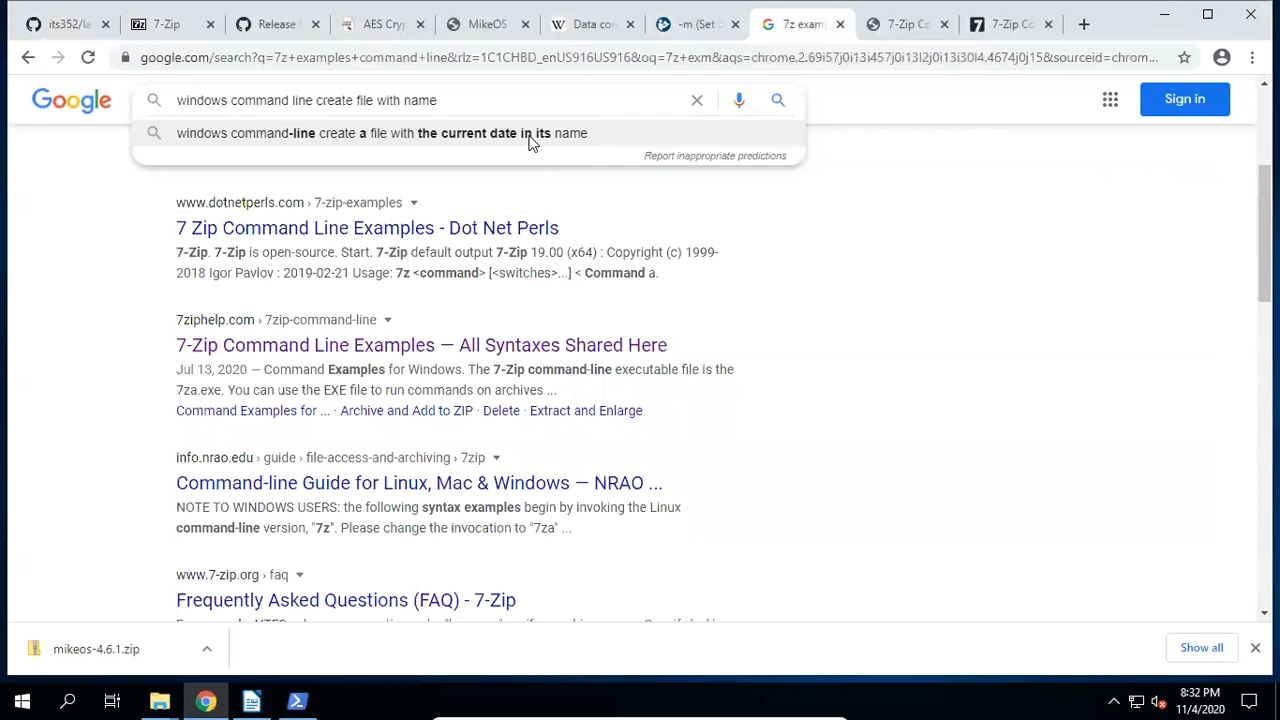 its352/la
7-Zip
Release
AES Cryp
MikeOS
Data con
-m (Set c
7z exam
7-Zip Co
7-Zip Co
google.com/search?q=7z+examples+command+line&rlz=1C1CHBD_enUS916US916&oq=7z+exm&aqs=chrome.2.69i57j0i13i457j0i13l2j0i13i30l4.4674j0j15&sourceid=chrom...
Google
windows command line create file with name
Sign in
windows command-line create a file with the current date in its name
Report inappropriate predictions
www.dotnetperls.com › 7-zip-examples
7 Zip Command Line Examples - Dot Net Perls
7-Zip. 7-Zip is open-source. Start. 7-Zip default output 7-Zip 19.00 (x64) : Copyright (c) 1999-
2018 Igor Pavlov : 2019-02-21 Usage: 7z <command> [<switches>...] < Command a.
7ziphelp.com › 7zip-command-line
7-Zip Command Line Examples — All Syntaxes Shared Here
Jul 13, 2020 — Command Examples for Windows. The 7-Zip command-line executable file is the
7za.exe. You can use the EXE file to run commands on archives ...
Command Examples for ... · Archive and Add to ZIP · Delete · Extract and Enlarge
info.nrao.edu › guide › file-access-and-archiving › 7zip
Command-line Guide for Linux, Mac & Windows — NRAO ...
NOTE TO WINDOWS USERS: the following syntax examples begin by invoking the Linux
command-line version, "7z". Please change the invocation to "7za" ...
www.7-zip.org › faq
Frequently Asked Questions (FAQ) - 7-Zip
mikeos-4.6.1.zip
Show all
8:32 PM
11/4/2020